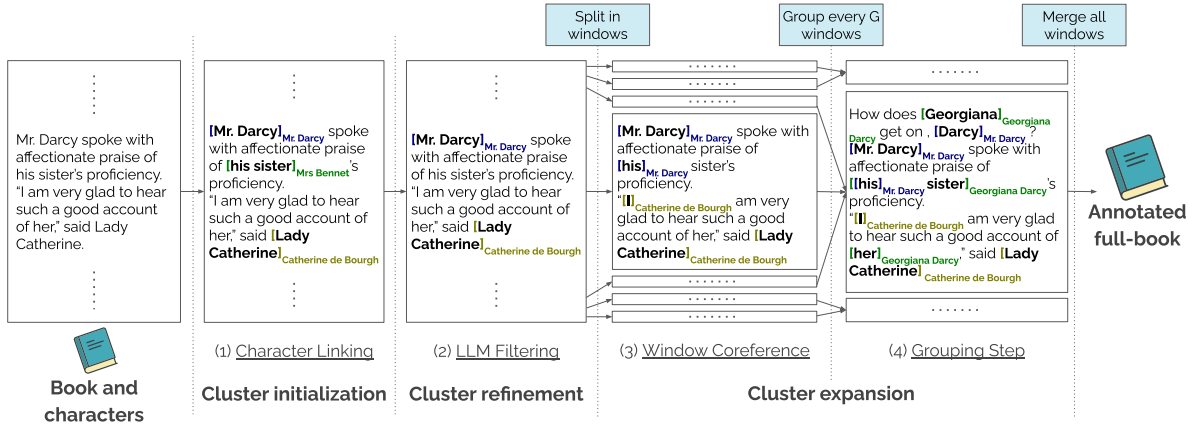 Split in
windows
Group every G
windows
Merge all
windows
. . . . .
Mr. Darcy spoke with
affectionate praise of
his sister's proficiency.
“I am very glad to hear
such a good account
of her,” said Lady
Catherine.
. . . . .
Book and
characters
. . . . .
[Mr. Darcy]Mr. Darcy spoke
with affectionate praise
of [his sister]Mrs Bennet's
proficiency.
“I am very glad to hear
such a good account of
her,” said [Lady
Catherine]Catherine de Bourgh
. . . . .
(1) Character Linking
Cluster initialization
. . . . .
[Mr. Darcy]Mr. Darcy spoke
with affectionate praise
of his sister's proficiency.
“I am very glad to hear
such a good account of
her,” said [Lady
Catherine]Catherine de Bourgh
. . . . .
(2) LLM Filtering
Cluster refinement
. . . . . . .
. . . . . . .
. . . . . . .
[Mr. Darcy]Mr. Darcy spoke with
affectionate praise of
[his]Mr. Darcy sister's
proficiency.
“[I]Catherine de Bourgh am very
glad to hear such a good
account of her,” said [Lady
Catherine]Catherine de Bourgh
. . . . . . .
. . . . . . .
. . . . . . .
(3) Window Coreference
. . . . . . .
How does [Georgiana]Georgiana
Darcy get on , [Darcy]Mr. Darcy ?
[Mr. Darcy]Mr. Darcy spoke with
affectionate praise of
[[his]Mr. Darcy sister]Georgiana Darcy's
proficiency.
“[I]Catherine de Bourgh am very glad
to hear such a good account of
[her]Georgiana Darcy,” said [Lady
Catherine]Catherine de Bourgh
. . . . . . .
(4) Grouping Step
Cluster expansion
Annotated
full-book